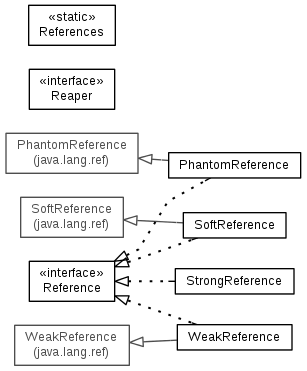 «static»
References
«interface»
Reaper
PhantomReference
(java.lang.ref)
PhantomReference
SoftReference
(java.lang.ref)
SoftReference
«interface»
Reference
StrongReference
WeakReference
(java.lang.ref)
WeakReference